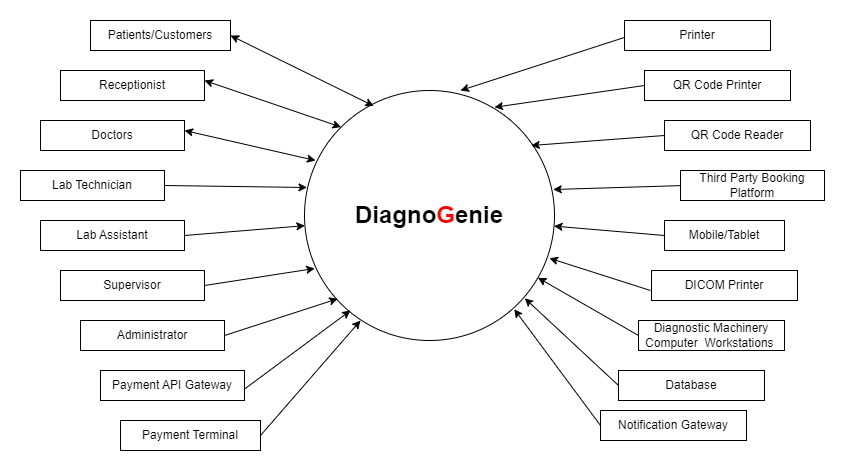 Patients/Customers
Receptionist
Doctors
Lab Technician
Lab Assistant
Supervisor
Administrator
Payment API Gateway
Payment Terminal
DiagnoGenie
Printer
QR Code Printer
QR Code Reader
Third Party Booking
Platform
Mobile/Tablet
DICOM Printer
Diagnostic Machinery
Computer Workstations
Database
Notification Gateway